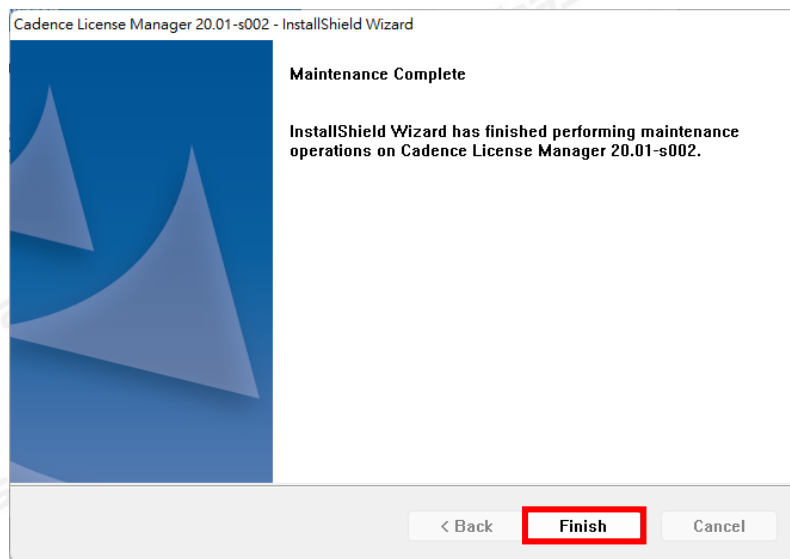 Cadence License Manager 20.01-s002 - InstallShield Wizard
Maintenance Complete
InstallShield Wizard has finished performing maintenance
operations on Cadence License Manager 20.01-s002.
< Back Finish Cancel